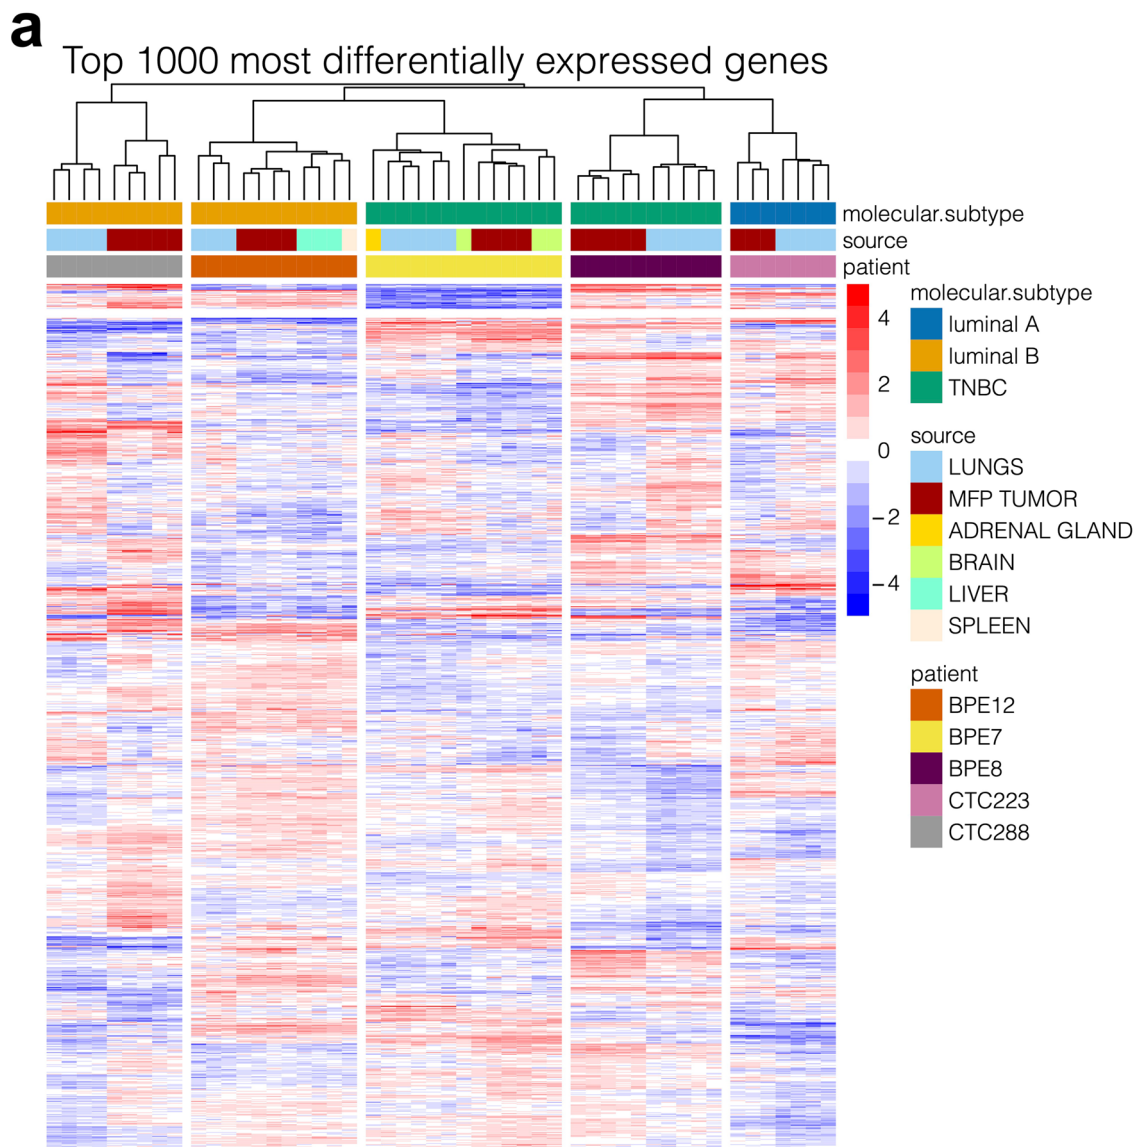 a
Top 1000 most differentially expressed genes
molecular.subtype
source
patient
4
2
0
−2
−4
molecular.subtype
luminal A
luminal B
TNBC
source
LUNGS
MFP TUMOR
ADRENAL GLAND
BRAIN
LIVER
SPLEEN
patient
BPE12
BPE7
BPE8
CTC223
CTC288